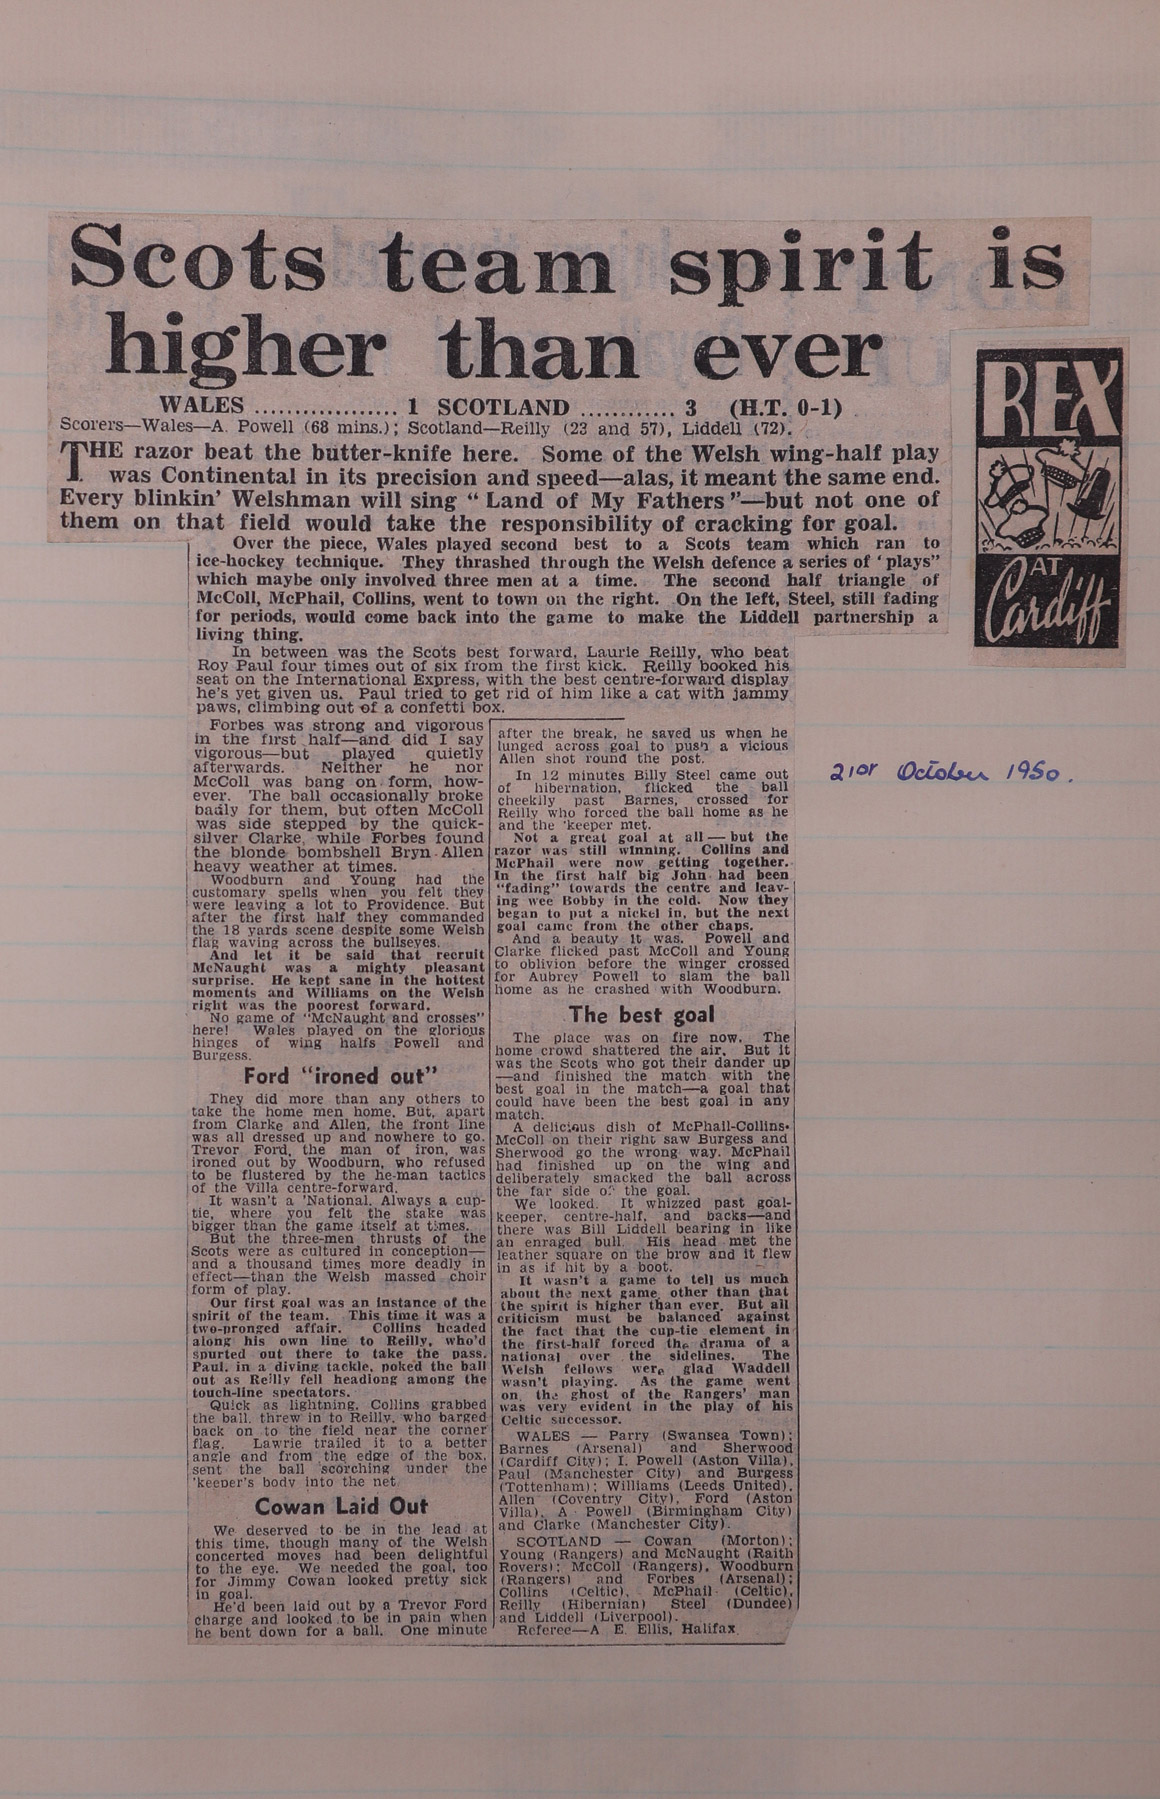 Scots team spirit is
higher than ever
WALES .................. 1 SCOTLAND ............ 3 (H.T. 0-1)
Scorers—Wales—A. Powell (68 mins.); Scotland—Reilly (23 and 57), Liddell (72).
THE razor beat the butter-knife here. Some of the Welsh wing-half play
was Continental in its precision and speed—alas, it meant the same end.
Every blinkin' Welshman will sing "Land of My Fathers"—but not one of
them on that field would take the responsibility of cracking for goal.
Over the piece, Wales played second best to a Scots team which ran to
ice-hockey technique. They thrashed through the Welsh defence a series of 'plays"
which maybe only involved three men at a time. The second half triangle of
McColl, McPhail, Collins, went to town on the right. On the left, Steel, still fading
for periods, would come back into the game to make the Liddell partnership a
living thing.
In between was the Scots best forward, Laurie Reilly, who beat
Roy Paul four times out of six from the first kick. Reilly booked his
seat on the International Express, with the best centre-forward display
he's yet given us. Paul tried to get rid of him like a cat with jammy
paws, climbing out of a confetti box.
Forbes was strong and vigorous
in the first half—and did I say
vigorous—but played quietly
afterwards. Neither he nor
McColl was bang on form, how-
ever. The ball occasionally broke
badly for them, but often McColl
was side stepped by the quick-
silver Clarke, while Forbes found
the blonde bombshell Bryn Allen
heavy weather at times.
Woodburn and Young had the
customary spells when you felt they
were leaving a lot to Providence. But
after the first half they commanded
the 18 yards scene despite some Welsh
flag waving across the bullseyes.
And let it be said that recruit
McNaught was a mighty pleasant
surprise. He kept sane in the hottest
moments and Williams on the Welsh
right was the poorest forward.
No game of "McNaught and crosses"
here! Wales played on the glorious
hinges of wing halfs Powell and
Burgess.
Ford "ironed out"
They did more than any others to
take the home men home. But, apart
from Clarke and Allen, the front line
was all dressed up and nowhere to go.
Trevor Ford, the man of iron, was
ironed out by Woodburn, who refused
to be flustered by the he-man tactics
of the Villa centre-forward.
It wasn't a 'National. Always a cup-
tie, where you felt the stake was
bigger than the game itself at times.
But the three-men thrusts of the
Scots were as cultured in conception—
and a thousand times more deadly in
effect—than the Welsh massed choir
form of play.
Our first goal was an instance of the
spirit of the team. This time it was a
two-pronged affair. Collins headed
along his own line to Reilly, who'd
spurted out there to take the pass.
Paul, in a diving tackle, poked the ball
out as Reilly fell headlong among the
touch-line spectators.
Quick as lightning, Collins grabbed
the ball, threw in to Reilly, who barged
back on to the field near the corner
flag. Lawrie trailed it to a better
angle and from the edge of the box,
sent the ball scorching under the
'keeper's body into the net.
Cowan Laid Out
We deserved to be in the lead at
this time, though many of the Welsh
concerted moves had been delightful
to the eye. We needed the goal, too
for Jimmy Cowan looked pretty sick
in goal.
He'd been laid out by a Trevor Ford
charge and looked to be in pain when
he bent down for a ball. One minute
after the break, he saved us when he
lunged across goal to push a vicious
Allen shot round the post.
In 12 minutes Billy Steel came out
of hibernation, flicked the ball
cheekily past Barnes, crossed for
Reilly who forced the ball home as he
and the 'keeper met.
Not a great goal at all—but the
razor was still winning. Collins and
McPhail were now getting together.
In the first half big John had been
"fading" towards the centre and leav-
ing wee Bobby in the cold. Now they
began to put a nickel in, but the next
goal came from the other chaps.
And a beauty it was. Powell and
Clarke flicked past McColl and Young
to oblivion before the winger crossed
for Aubrey Powell to slam the ball
home as he crashed with Woodburn.
The best goal
The place was on fire now. The
home crowd shattered the air. But it
was the Scots who got their dander up
—and finished the match with the
best goal in the match—a goal that
could have been the best goal in any
match.
A delicious dish of McPhail-Collins-
McColl on their right saw Burgess and
Sherwood go the wrong way. McPhail
had finished up on the wing and
deliberately smacked the ball across
the far side of the goal.
We looked. It whizzed past goal-
keeper, centre-half, and backs—and
there was Bill Liddell bearing in like
an enraged bull. His head met the
leather square on the brow and it flew
in as if hit by a boot.
It wasn't a game to tell us much
about the next game other than that
the spirit is higher than ever. But all
criticism must be balanced against
the fact that the cup-tie element in
the first-half forced the drama of a
national over the sidelines. The
Welsh fellows were glad Waddell
wasn't playing. As the game went
on, the ghost of the Rangers' man
was very evident in the play of his
Celtic successor.
WALES — Parry (Swansea Town);
Barnes (Arsenal) and Sherwood
(Cardiff City); I. Powell (Aston Villa),
Paul (Manchester City) and Burgess
(Tottenham); Williams (Leeds United),
Allen (Coventry City), Ford (Aston
Villa), A. Powell (Birmingham City)
and Clarke (Manchester City).
SCOTLAND — Cowan (Morton);
Young (Rangers) and McNaught (Raith
Rovers); McColl (Rangers), Woodburn
(Rangers) and Forbes (Arsenal);
Collins (Celtic), McPhail (Celtic),
Reilly (Hibernian) Steel (Dundee)
and Liddell (Liverpool).
Referee—A. E. Ellis, Halifax.
REX
AT
Cardiff
21st October 1950.